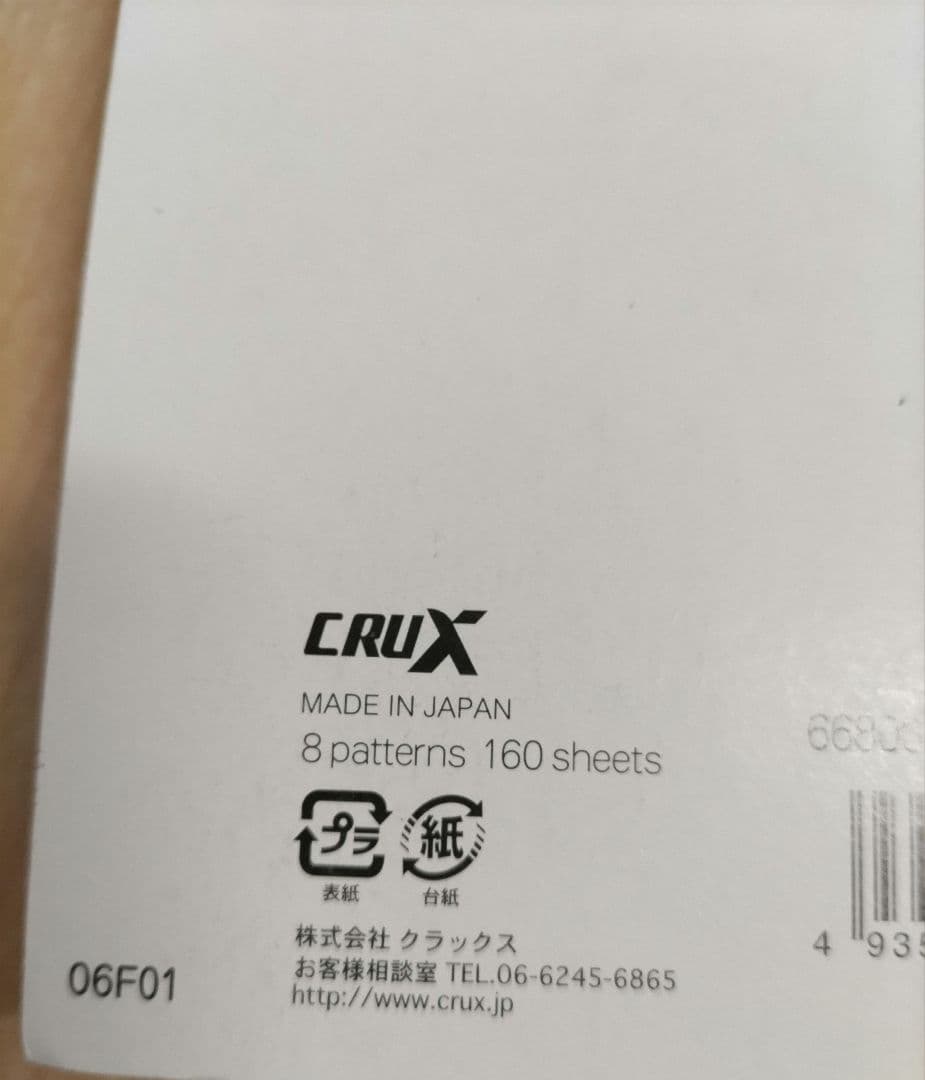 CRUX
MADE IN JAPAN
8 patterns 160 sheets
プラ 紙
表紙 台紙
株式会社 クラックス
お客様相談室 TEL.06-6245-6865
http://www.crux.jp
06F01
4 935